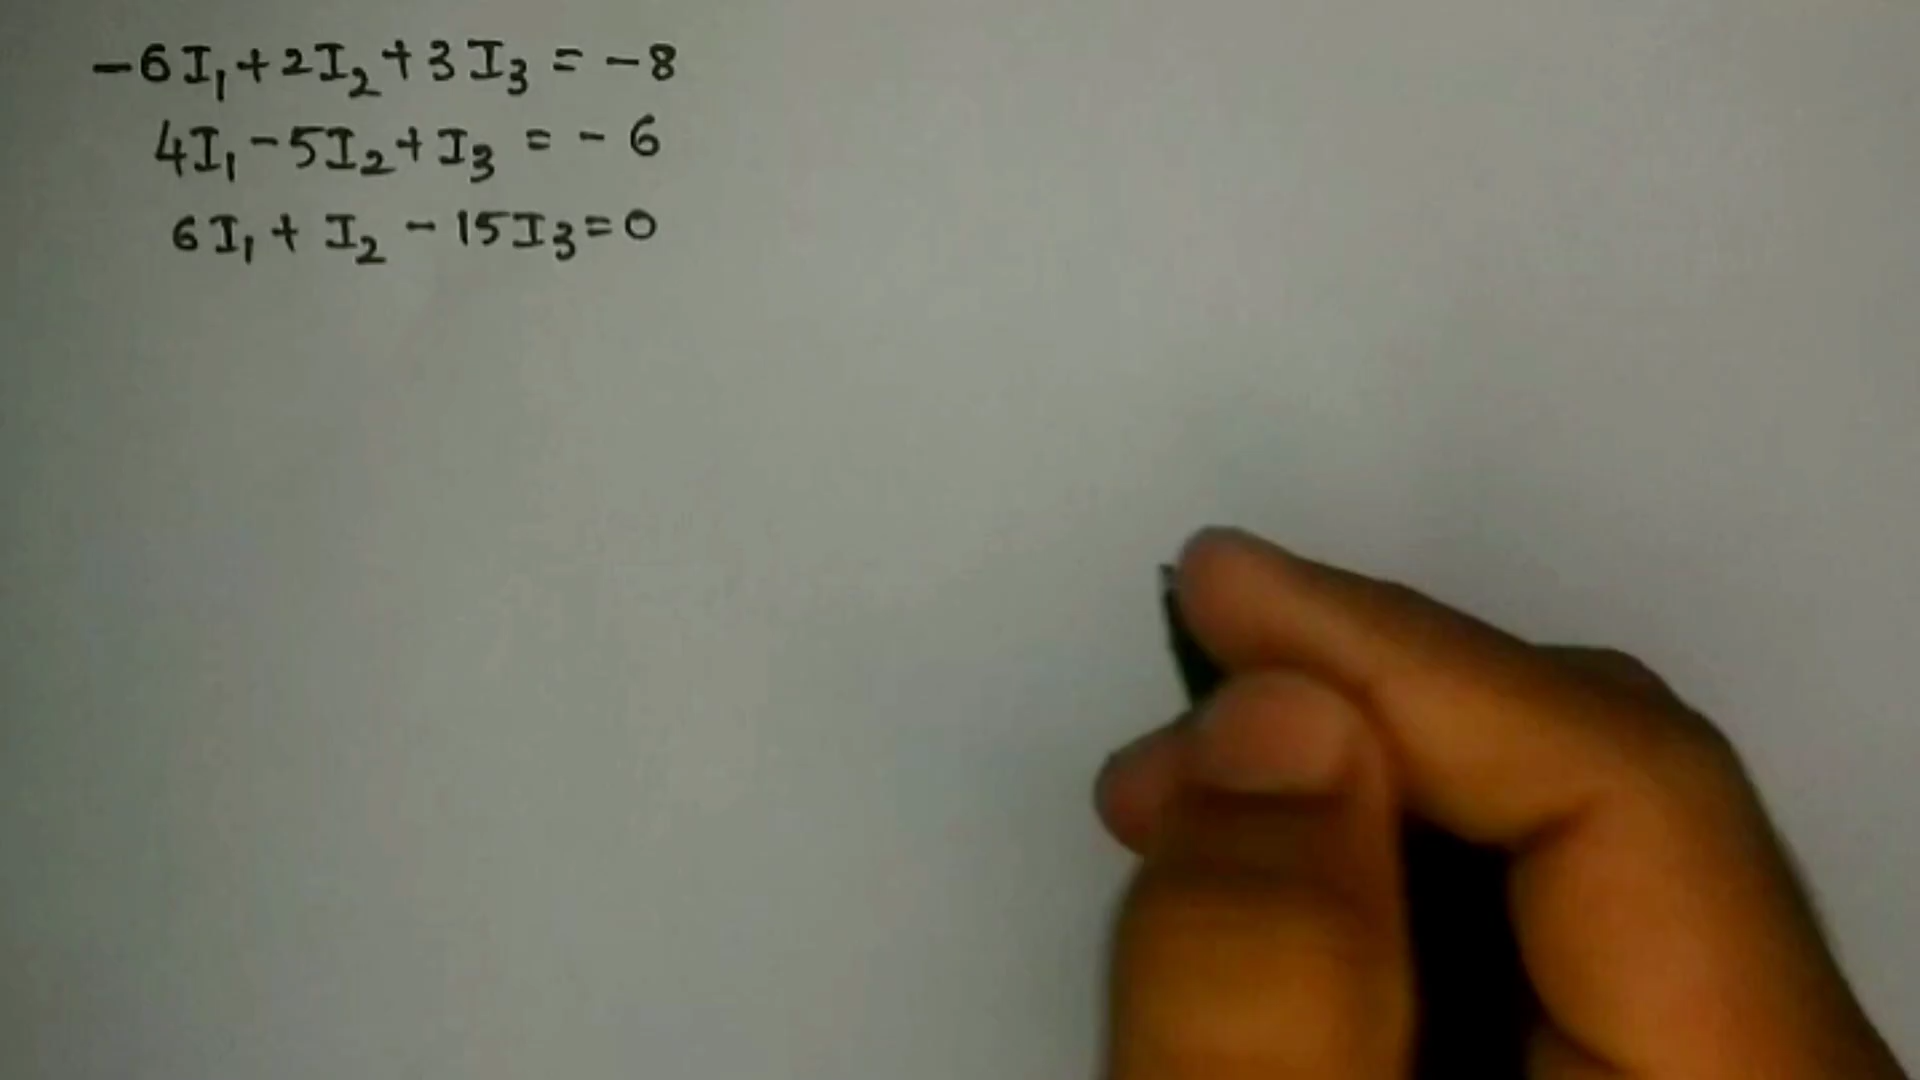 -6I₁+2I₂+3I₃ = -8
4I₁-5I₂+I₃ = -6
6I₁+I₂-15I₃=0